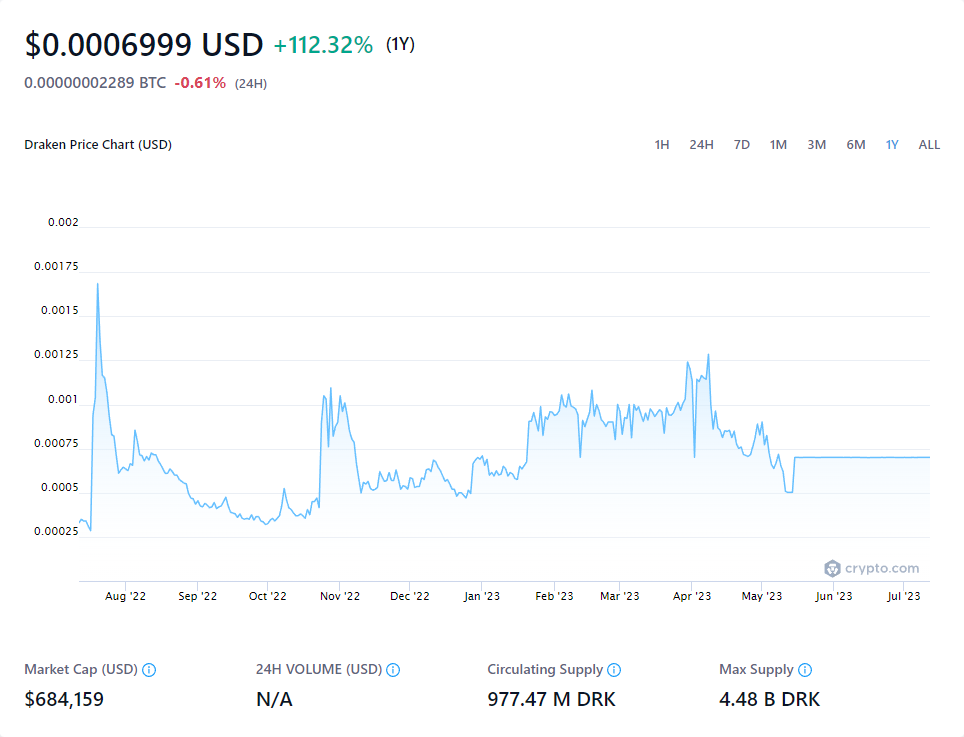 $0.0006999 USD +112.32% (1Y)
0.00000002289 BTC -0.61% (24H)
Draken Price Chart (USD) 1H 24H 7D 1M 3M 6M 1Y ALL
0.002
0.00175
0.0015
0.00125
0.001
0.00075
0.0005
0.00025
crypto.com
Aug '22 Sep '22 Oct '22 Nov '22 Dec '22 Jan '23 Feb '23 Mar '23 Apr '23 May '23 Jun '23 Jul '23
Market Cap (USD) 24H VOLUME (USD) Circulating Supply Max Supply
$684,159 N/A 977.47 M DRK 4.48 B DRK